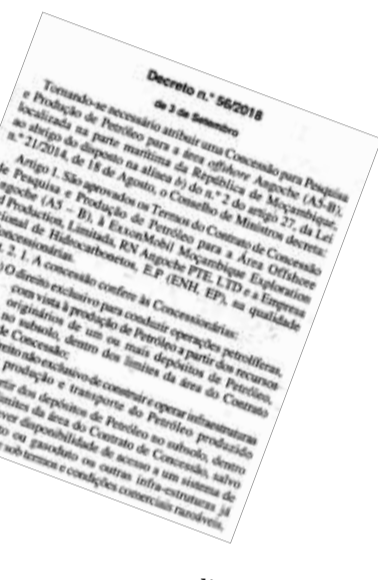 Decreto n.º 56/2018
de 3 de Setembro
Tornando-se necessário atribuir uma Concessão para Pesquisa
e Produção de Petróleo para a área offshore Angoche (A5-B),
localizada na parte marítima da República de Moçambique,
ao abrigo do disposto na alínea b) do n.º 2 do artigo 27, da Lei
n.º 21/2014, de 18 de Agosto, o Conselho de Ministros decreta:
Artigo 1. São aprovados os Termos do Contrato de Concessão
de Pesquisa e Produção de Petróleo para a Área Offshore
Angoche (A5 – B), à ExxonMobil Moçambique Exploration
d Production, Limitada, RN Angoche PTE, LTD e a Empresa
cional de Hidrocarbonetos, E.P (ENH, EP), na qualidade
oncessionárias.
. 2. 1. A concessão confere às Concessionárias:
) O direito exclusivo para conduzir operações petrolíferas,
com vista à produção de Petróleo a partir dos recursos
originários de um ou mais depósitos de Petróleo,
no subsolo, dentro dos limites da área do Contrato
de Concessão;
reito não exclusivo de construir e operar infraestruturas
produção e transporte do Petróleo produzido
rtir dos depósitos de Petróleo no subsolo, dentro
imites da área do Contrato de Concessão, salvo
ver disponibilidade de acesso a um sistema de
to ou gasoduto ou outras infra-estruturas já
sob termos e condições comerciais razoáveis.